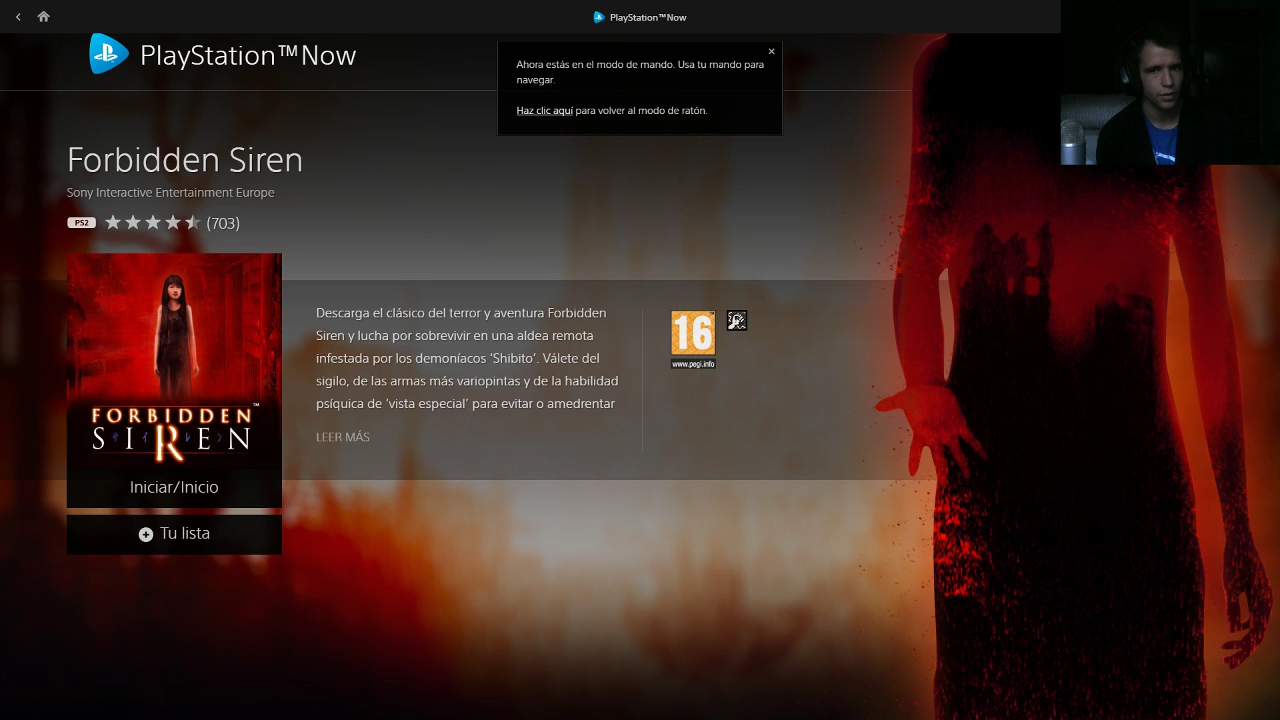 PlayStation™Now
PlayStation™Now
Ahora estás en el modo de mando. Usa tu mando para
navegar.
Haz clic aquí para volver al modo de ratón.
Forbidden Siren
Sony Interactive Entertainment Europe
PS2
(703)
FORBIDDEN™
SIREN
Descarga el clásico del terror y aventura Forbidden
Siren y lucha por sobrevivir en una aldea remota
infestada por los demoníacos ‘Shibito’. Válete del
sigilo, de las armas más variopintas y de la habilidad
psíquica de ‘vista especial’ para evitar o amedrentar
LEER MÁS
16
www.pegi.info
Iniciar/Inicio
Tu lista